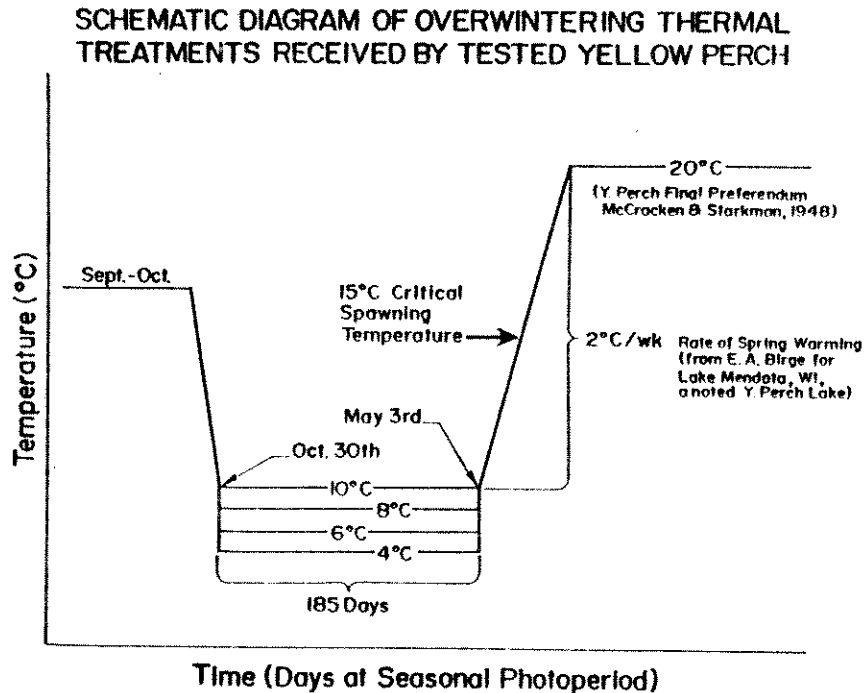 SCHEMATIC DIAGRAM OF OVERWINTERING THERMAL
TREATMENTS RECEIVED BY TESTED YELLOW PERCH
20°C
(Y. Perch Final Preferendum
McCracken & Starkman, 1948)
Sept.-Oct.
15°C Critical
Spawning
Temperature
2°C/wk
Rate of Spring Warming
(from E. A. Birge for
Lake Mendota, WI,
a noted Y. Perch Lake)
May 3rd
Oct. 30th
10°C
8°C
6°C
4°C
185 Days
Temperature (°C)
Time (Days at Seasonal Photoperiod)